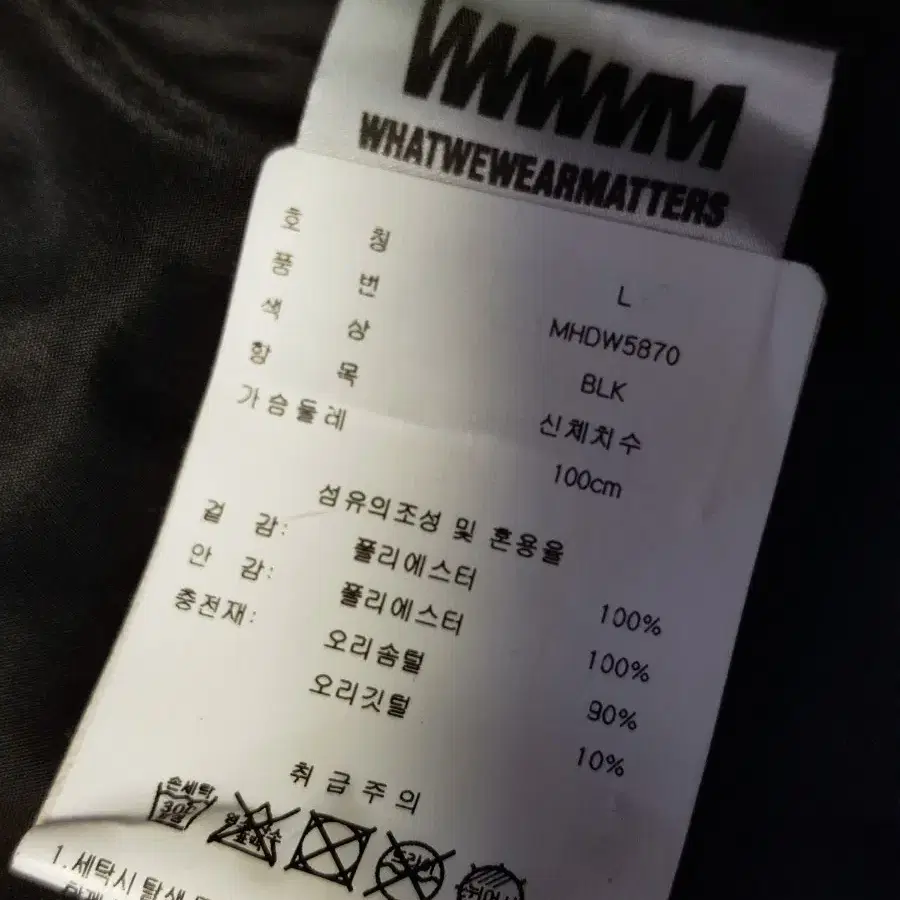 WWWM
WHATWEWEARMATTERS
호칭 L
품번 MHDW5870
색상 BLK
항목 신체치수
가슴둘레 100cm
섬유의조성 및 혼용율
겉감: 폴리에스터 100%
안감: 폴리에스터 100%
충전재: 오리솜털 90%
오리깃털 10%
취급주의
손세탁
30℃
드라이
1.세탁시 탈색